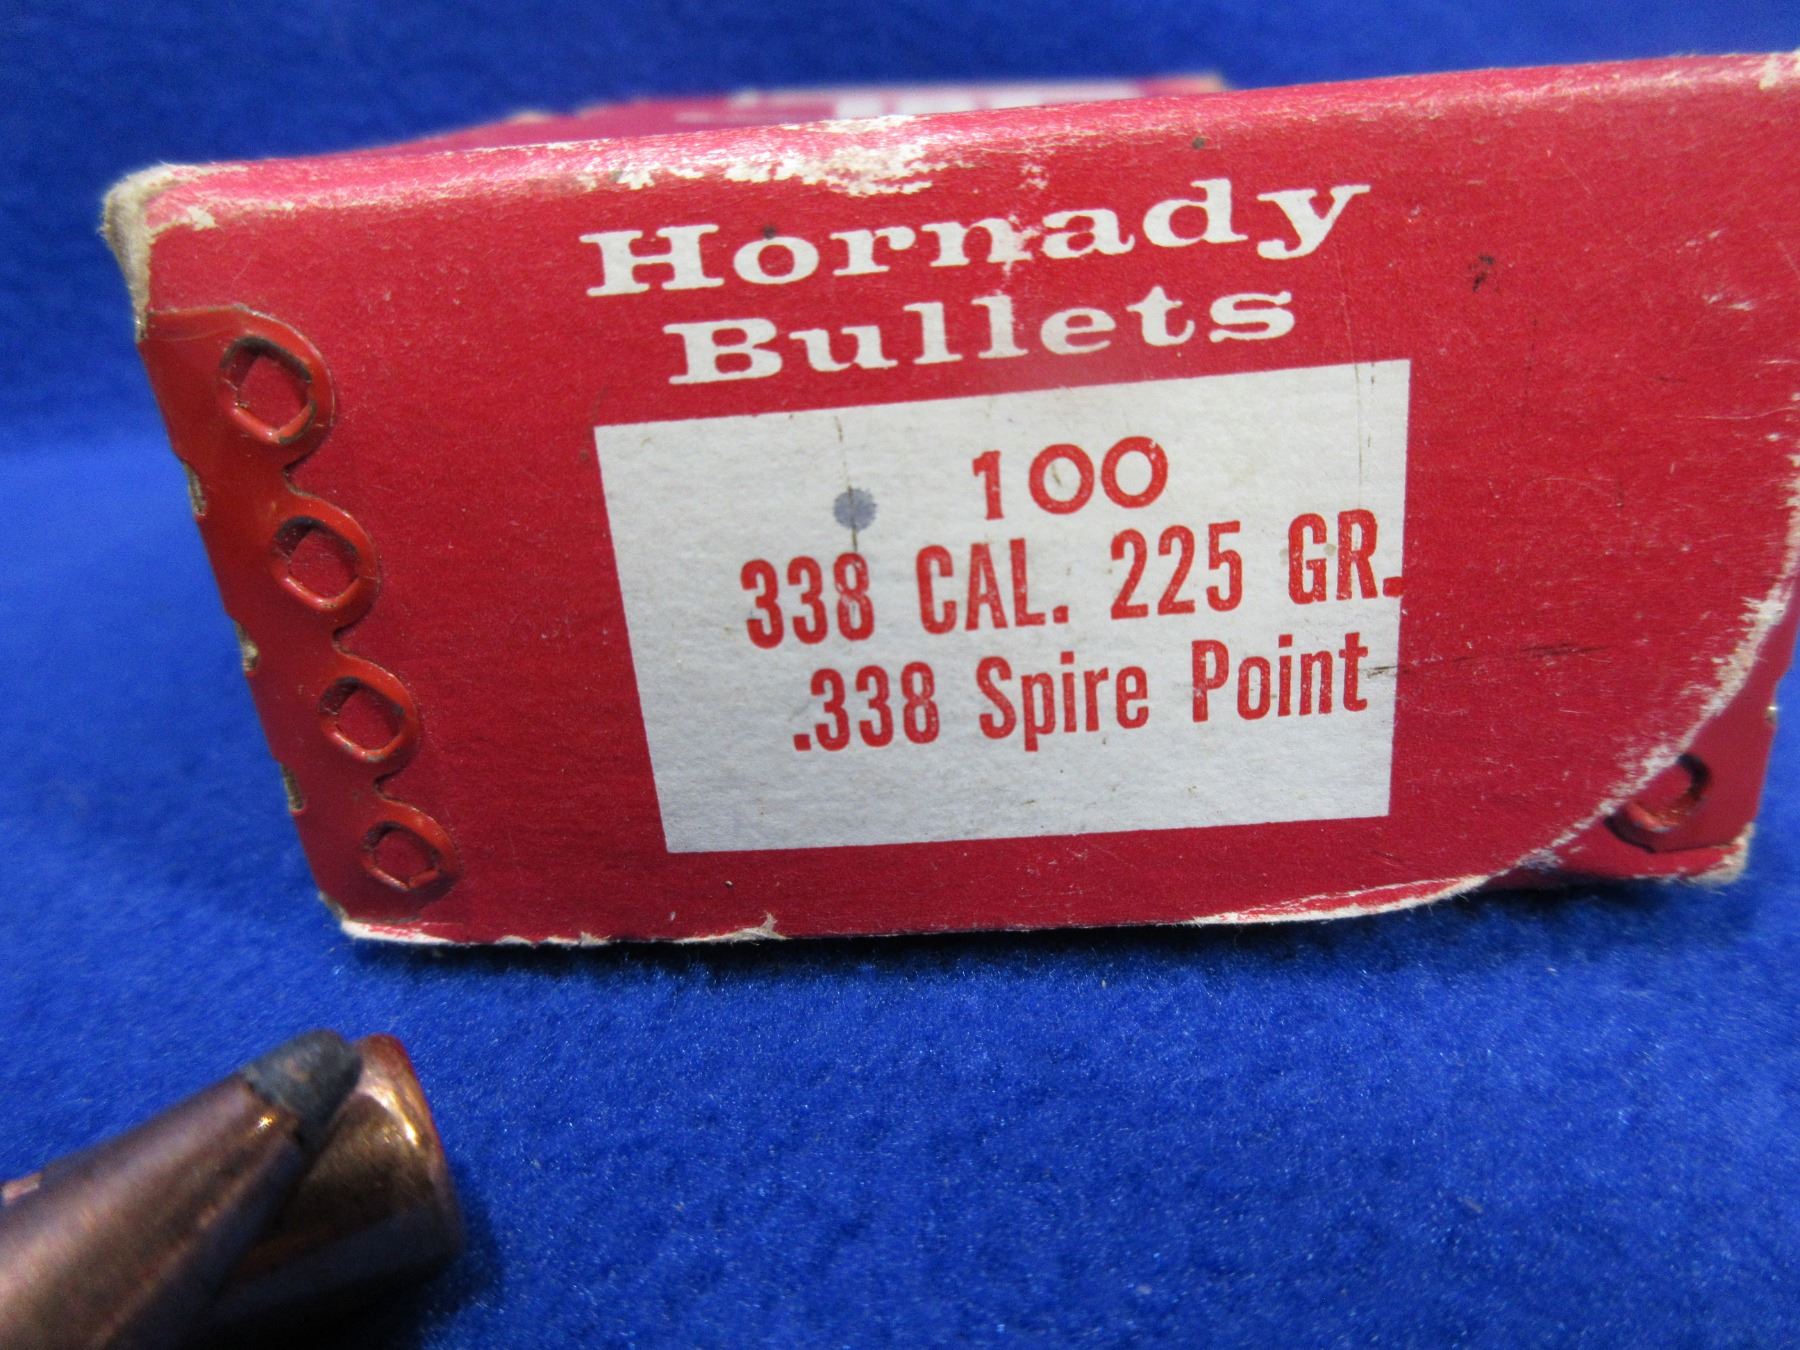 Hornady
Bullets
100
338 CAL. 225 GR.
.338 Spire Point